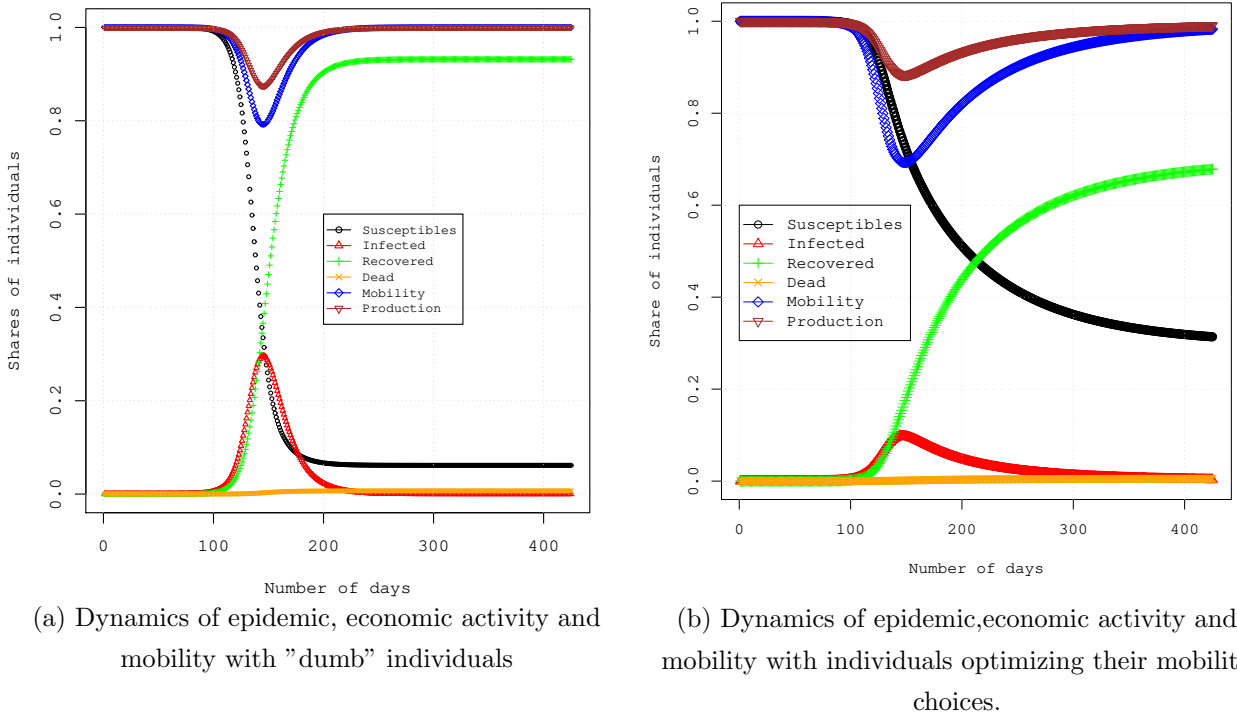 Shares of individuals
0.0
0.2
0.4
0.6
0.8
1.0
Susceptibles
Infected
Recovered
Dead
Mobility
Production
0
100
200
300
400
Number of days
(a) Dynamics of epidemic, economic activity and
mobility with ”dumb” individuals
Share of individuals
0.0
0.2
0.4
0.6
0.8
1.0
Susceptibles
Infected
Recovered
Dead
Mobility
Production
0
100
200
300
400
Number of days
(b) Dynamics of epidemic,economic activity and
mobility with individuals optimizing their mobilit
choices.